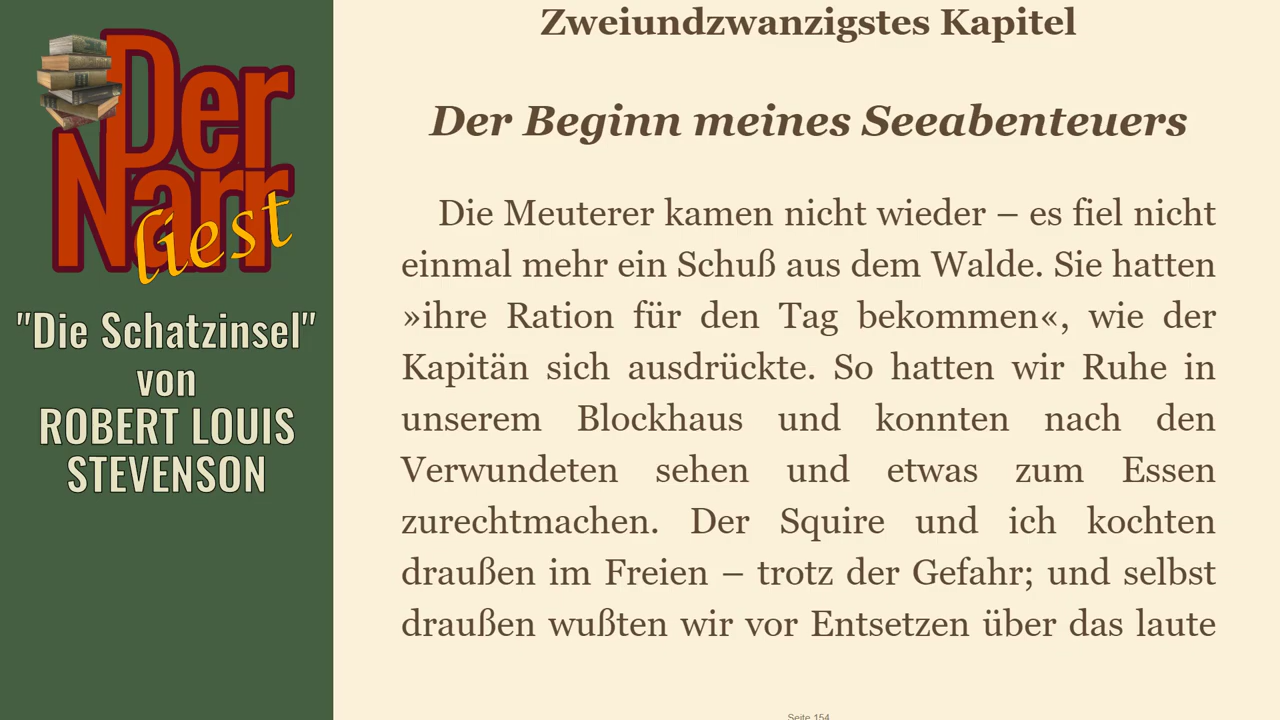 Der
Narr
liest
"Die Schatzinsel"
von
ROBERT LOUIS
STEVENSON
Zweiundzwanzigstes Kapitel
Der Beginn meines Seeabenteuers
Die Meuterer kamen nicht wieder – es fiel nicht
einmal mehr ein Schuß aus dem Walde. Sie hatten
»ihre Ration für den Tag bekommen«, wie der
Kapitän sich ausdrückte. So hatten wir Ruhe in
unserem Blockhaus und konnten nach den
Verwundeten sehen und etwas zum Essen
zurechtmachen. Der Squire und ich kochten
draußen im Freien – trotz der Gefahr; und selbst
draußen wußten wir vor Entsetzen über das laute
Seite 154